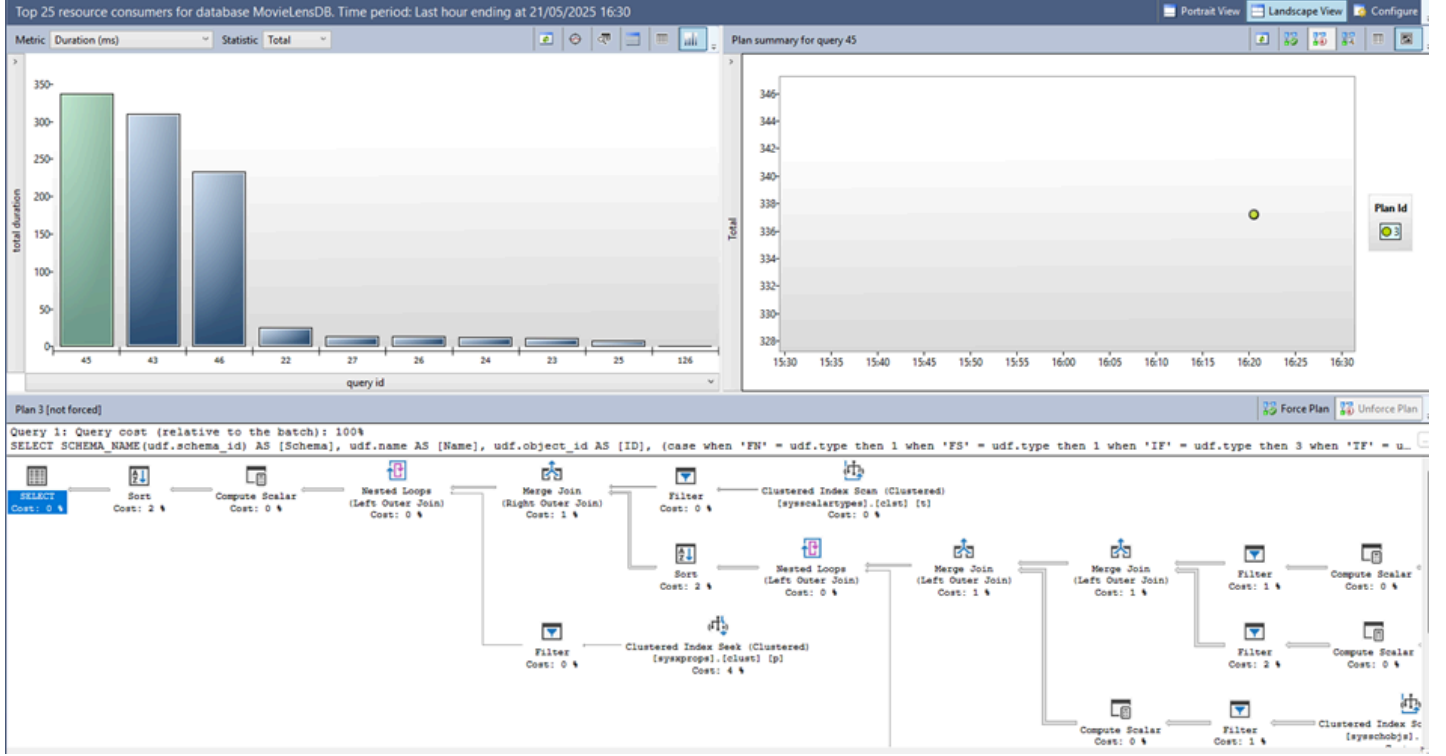 Top 25 resource consumers for database MovieLensDB. Time period: Last hour ending at 21/05/2025 16:30
Portrait View
Landscape View
Configure
Metric Duration (ms)
Statistic Total
Plan summary for query 45
total duration
350
300
250
200
150
100
50
0
45 43 46 22 27 26 24 23 25 126
query id
Total
346
344
342
340
338
336
334
332
330
328
15:30 15:35 15:40 15:45 15:50 15:55 16:00 16:05 16:10 16:15 16:20 16:25 16:30
Plan Id
3
Plan 3 [not forced]
Force Plan
Unforce Plan
Query 1: Query cost (relative to the batch): 100%
SELECT SCHEMA_NAME(udf.schema_id) AS [Schema], udf.name AS [Name], udf.object_id AS [ID], (case when 'FN' = udf.type then 1 when 'FS' = udf.type then 1 when 'IF' = udf.type then 3 when 'TF' = u...
SELECT
Cost: 0 %
Sort
Cost: 2 %
Compute Scalar
Cost: 0 %
Nested Loops
(Left Outer Join)
Cost: 0 %
Merge Join
(Right Outer Join)
Cost: 1 %
Filter
Cost: 0 %
Clustered Index Scan (Clustered)
[sysscalartypes].[clst] [t]
Cost: 0 %
Sort
Cost: 2 %
Nested Loops
(Left Outer Join)
Cost: 0 %
Merge Join
(Left Outer Join)
Cost: 1 %
Merge Join
(Left Outer Join)
Cost: 1 %
Filter
Cost: 1 %
Compute Scalar
Cost: 0 %
Filter
Cost: 0 %
Clustered Index Seek (Clustered)
[sysxprops].[clust] [p]
Cost: 4 %
Filter
Cost: 2 %
Compute Scalar
Cost: 0 %
Compute Scalar
Cost: 0 %
Filter
Cost: 1 %
Clustered Index Sc
[sysschobjs].